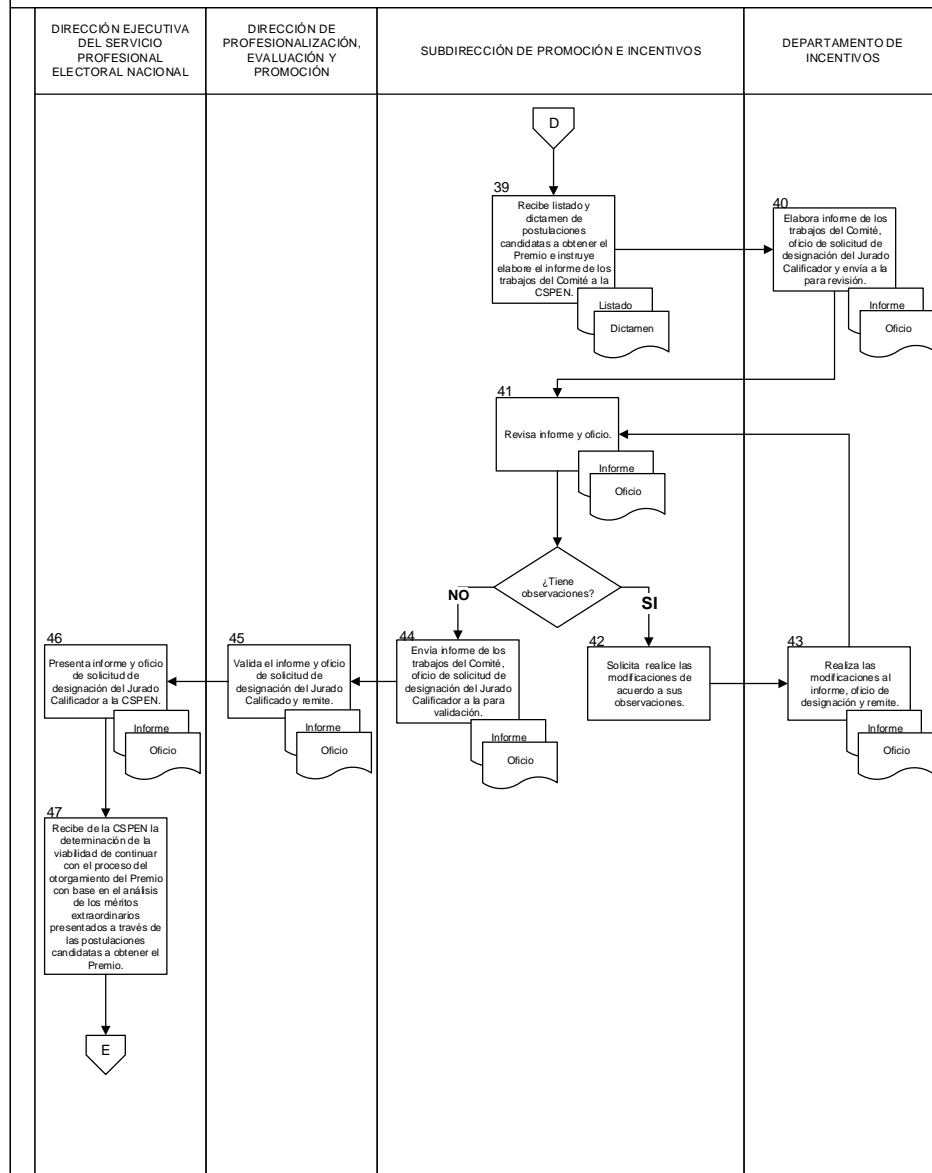 DIRECCIÓN EJECUTIVA
DEL SERVICIO
PROFESIONAL
ELECTORAL NACIONAL
DIRECCIÓN DE
PROFESIONALIZACIÓN,
EVALUACIÓN Y
PROMOCIÓN
SUBDIRECCIÓN DE PROMOCIÓN E INCENTIVOS
DEPARTAMENTO DE
INCENTIVOS
D
39
Recibe listado y
dictamen de
postulaciones
candidatas a obtener el
Premio e instruye
elabore el informe de los
trabajos del Comité a la
CSPEN.
Listado
Dictamen
40
Elabora informe de los
trabajos del Comité,
oficio de solicitud de
designación del Jurado
Calificador y envía a la
para revisión.
Informe
Oficio
41
Revisa informe y oficio.
Informe
Oficio
¿Tiene
observaciones?
NO
SI
46
Presenta informe y oficio
de solicitud de
designación del Jurado
Calificador a la CSPEN.
Informe
Oficio
45
Valida el informe y oficio
de solicitud de
designación del Jurado
Calificado y remite.
Informe
Oficio
44
Envía informe de los
trabajos del Comité,
oficio de solicitud de
designación del Jurado
Calificador a la para
validación.
Informe
Oficio
42
Solicita realice las
modificaciones de
acuerdo a sus
observaciones.
43
Realiza las
modificaciones al
informe, oficio de
designación y remite.
Informe
Oficio
47
Recibe de la CSPEN la
determinación de la
viabilidad de continuar
con el proceso del
otorgamiento del Premio
con base en el análisis
de los méritos
extraordinarios
presentados a través de
las postulaciones
candidatas a obtener el
Premio.
E